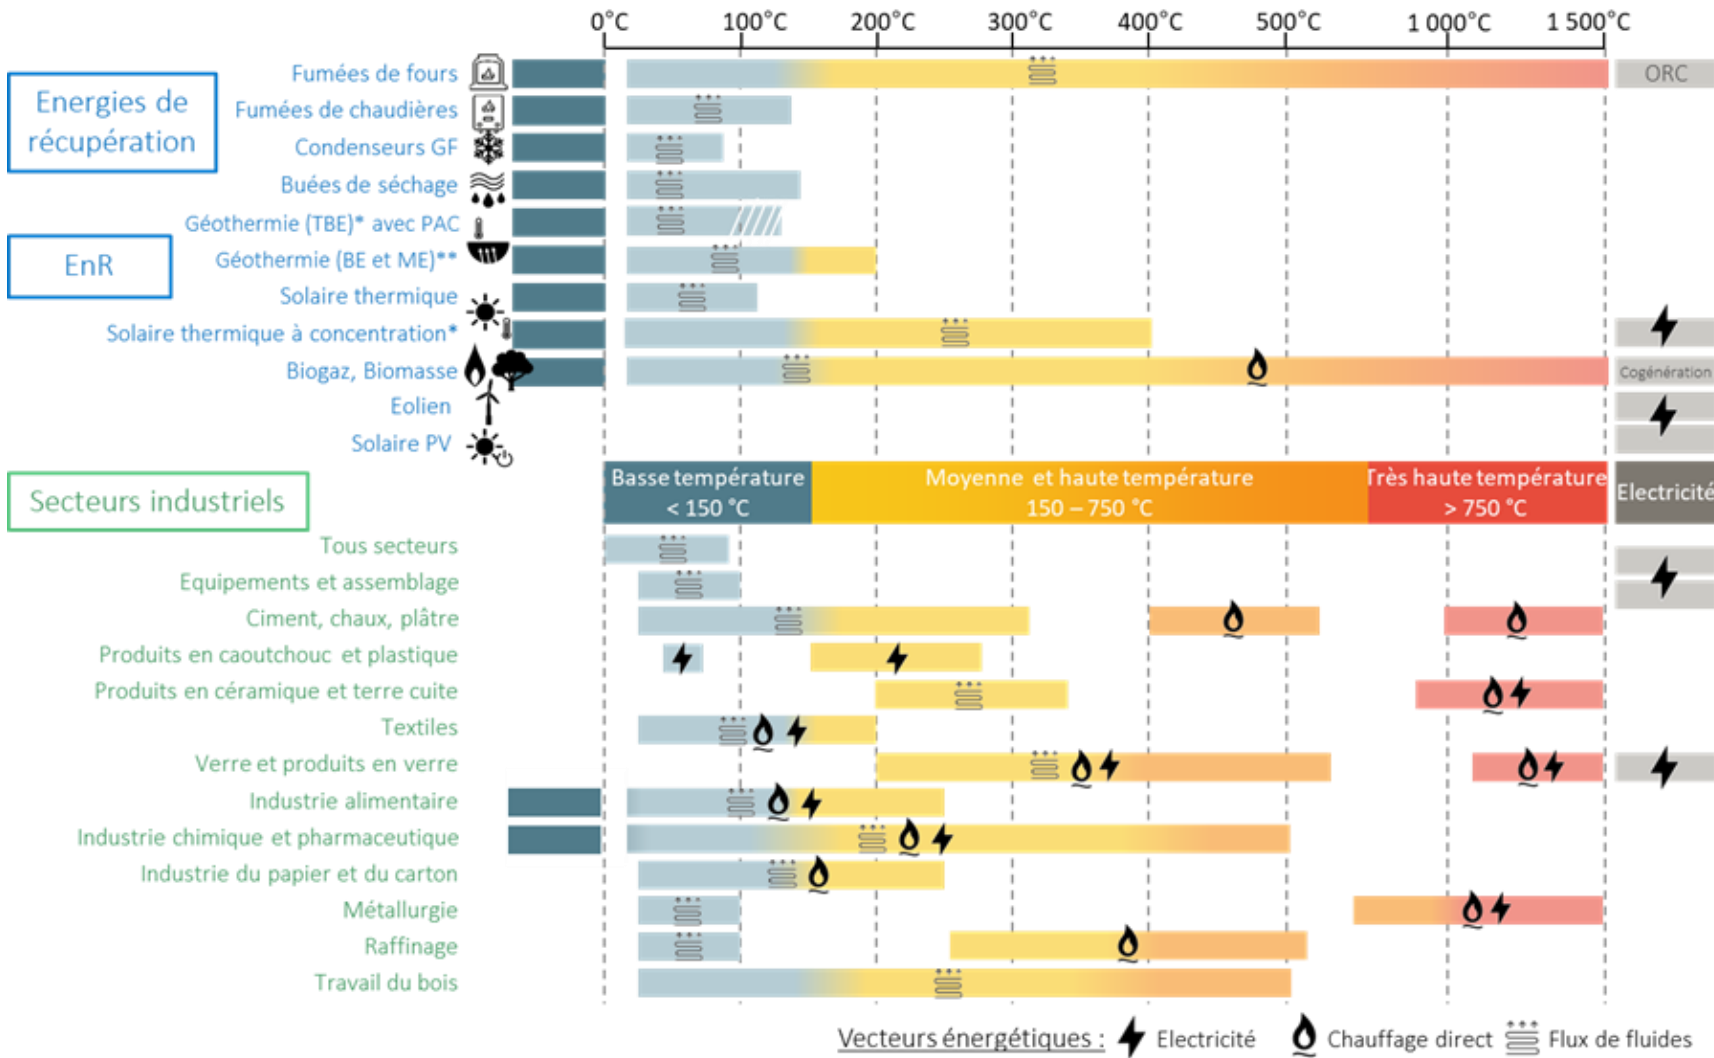 0°C 100°C 200°C 300°C 400°C 500°C 1 000°C 1 500°C
Energies de
récupération
Fumées de fours
ORC
Fumées de chaudières
Condenseurs GF
Buées de séchage
Géothermie (TBE)* avec PAC
EnR
Géothermie (BE et ME)**
Solaire thermique
Solaire thermique à concentration*
Biogaz, Biomasse
Cogénération
Eolien
Solaire PV
Secteurs industriels
Basse température
< 150 °C
Moyenne et haute température
150 – 750 °C
Très haute température
> 750 °C
Electricité
Tous secteurs
Equipements et assemblage
Ciment, chaux, plâtre
Produits en caoutchouc et plastique
Produits en céramique et terre cuite
Textiles
Verre et produits en verre
Industrie alimentaire
Industrie chimique et pharmaceutique
Industrie du papier et du carton
Métallurgie
Raffinage
Travail du bois
Vecteurs énergétiques : Electricité Chauffage direct Flux de fluides